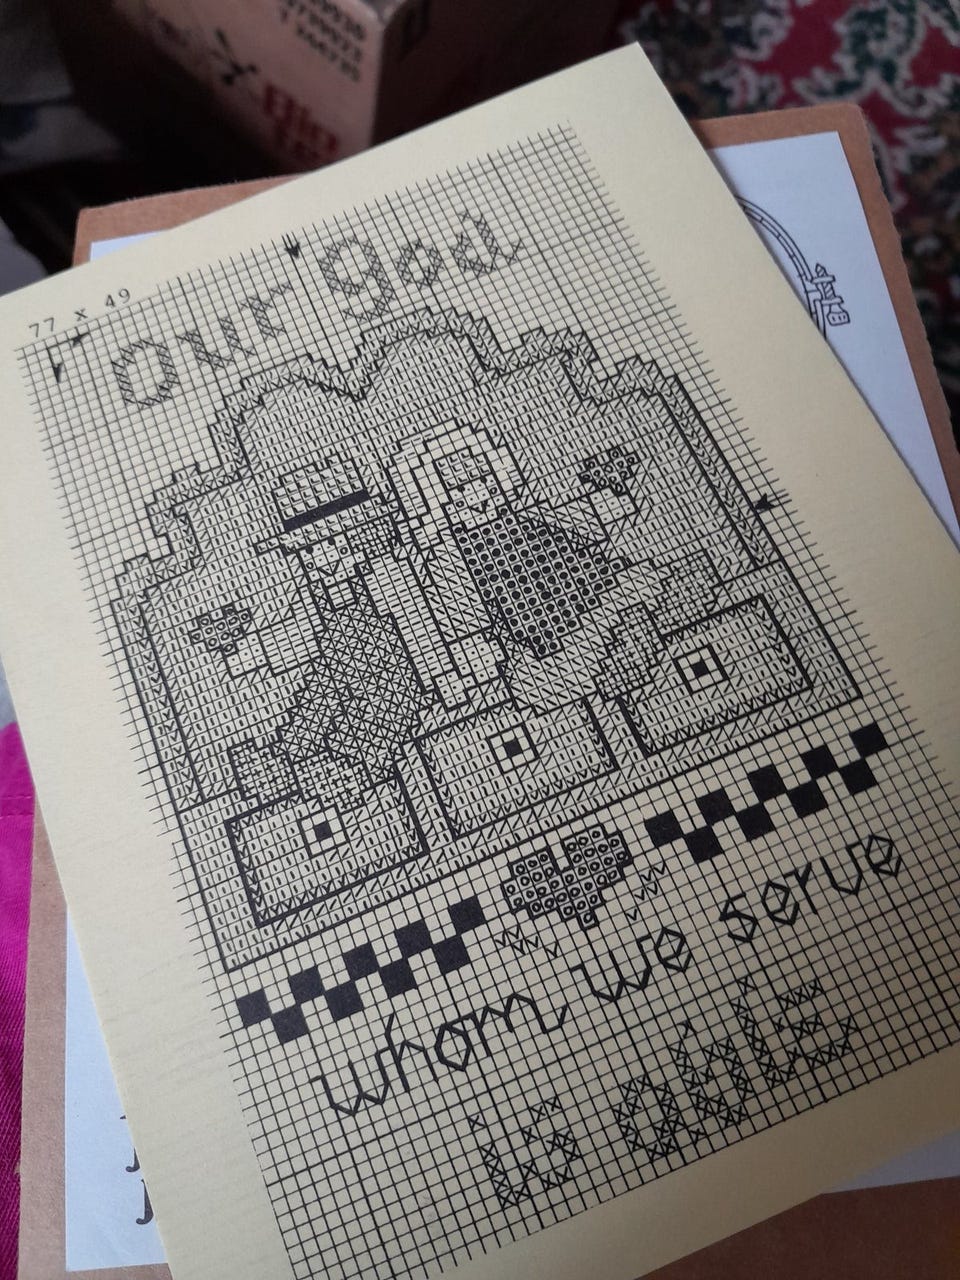 77 x 49
our god
whom we serve
is able